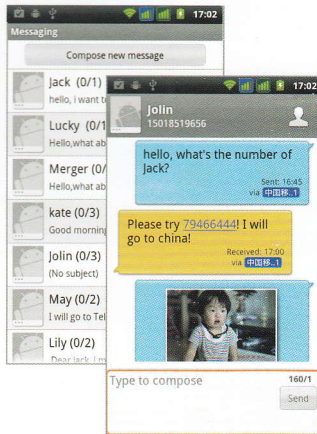 17:02
Messaging
Compose new message
Jack (0/1)
hello, i want t
Lucky (0/1
Hello,what ab
Merger (0/
Hello,what ab
kate (0/3)
Good morning
Jolin (0/3)
(No subject)
May (0/2)
I will go to Tel
Lily (0/2)
Dear Jack, I m
17:02
Jolin
15018519656
hello, what's the number of
Jack?
Sent: 16:45
via 中国移..1
Please try 79466444! I will
go to china!
Received: 17:00
via 中国移..1
Type to compose
160/1
Send